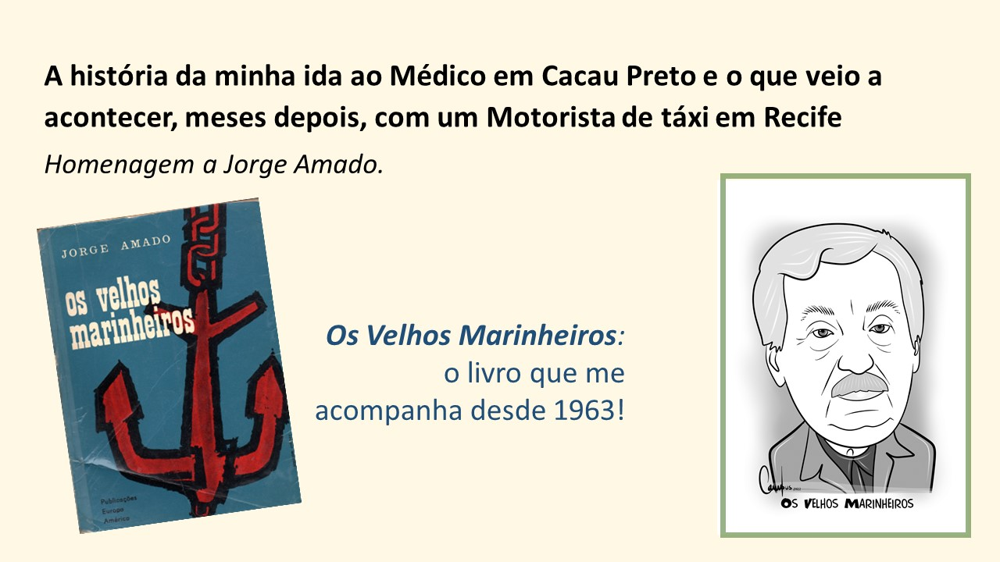 A história da minha ida ao Médico em Cacau Preto e o que veio a
acontecer, meses depois, com um Motorista de táxi em Recife
Homenagem a Jorge Amado.
JORGE AMADO
os velhos
marinheiros
Publicações
Europa
América
Os Velhos Marinheiros:
o livro que me
acompanha desde 1963!
Campus 2022
Os Velhos Marinheiros